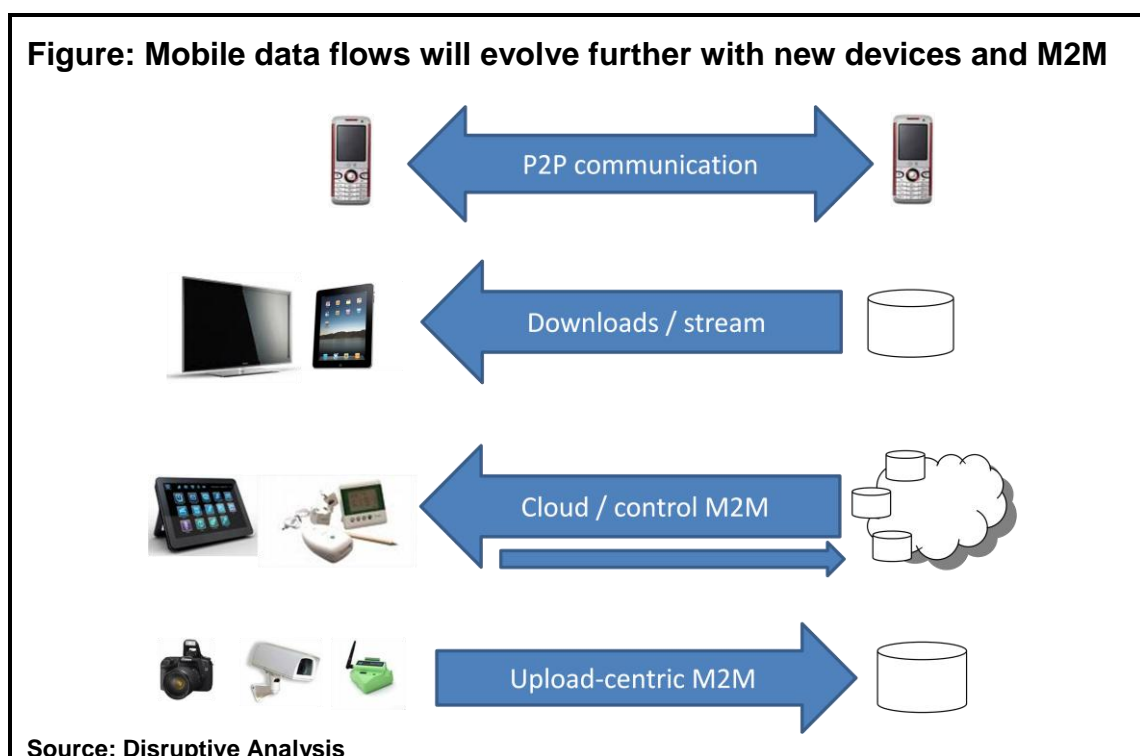 Figure: Mobile data flows will evolve further with new devices and M2M
P2P communication
Downloads / stream
Cloud / control M2M
Upload-centric M2M
Source: Disruptive Analysis